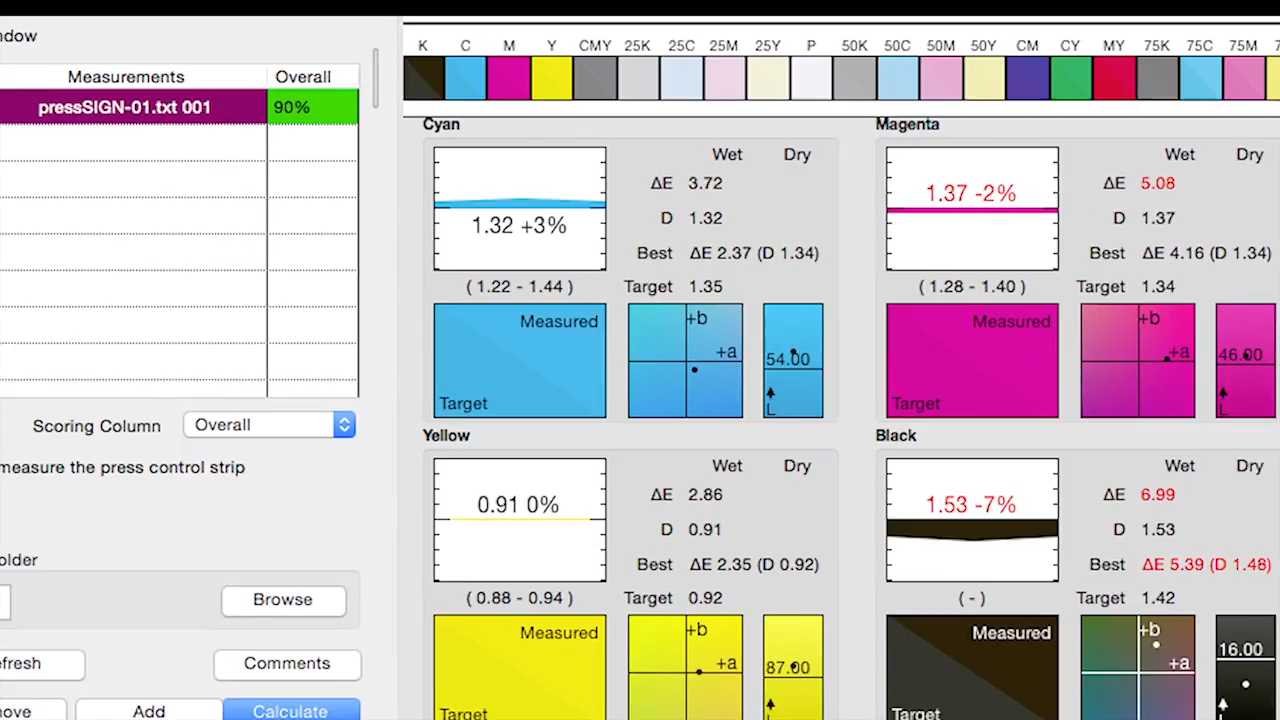 ndow
Measurements Overall
pressSIGN-01.txt 001 90%
Scoring Column Overall
measure the press control strip
older
Browse
efresh Comments
ove Add Calculate
K C M Y CMY 25K 25C 25M 25Y P 50K 50C 50M 50Y CM CY MY 75K 75C 75M
Cyan
Wet Dry
ΔE 3.72
1.32 +3%
D 1.32
Best ΔE 2.37 (D 1.34)
( 1.22 - 1.44 ) Target 1.35
Measured
Target
+b
+a
54.00
L
Magenta
Wet Dry
1.37 -2%
ΔE 5.08
D 1.37
Best ΔE 4.16 (D 1.34)
( 1.28 - 1.40 ) Target 1.34
Measured
Target
+b
+a
46.00
L
Yellow
Wet Dry
ΔE 2.86
0.91 0%
D 0.91
Best ΔE 2.35 (D 0.92)
( 0.88 - 0.94 ) Target 0.92
Measured
Target
+b
+a
87.00
L
Black
Wet Dry
ΔE 6.99
1.53 -7%
D 1.53
Best ΔE 5.39 (D 1.48)
( - ) Target 1.42
Measured
Target
+b
+a
16.00
L